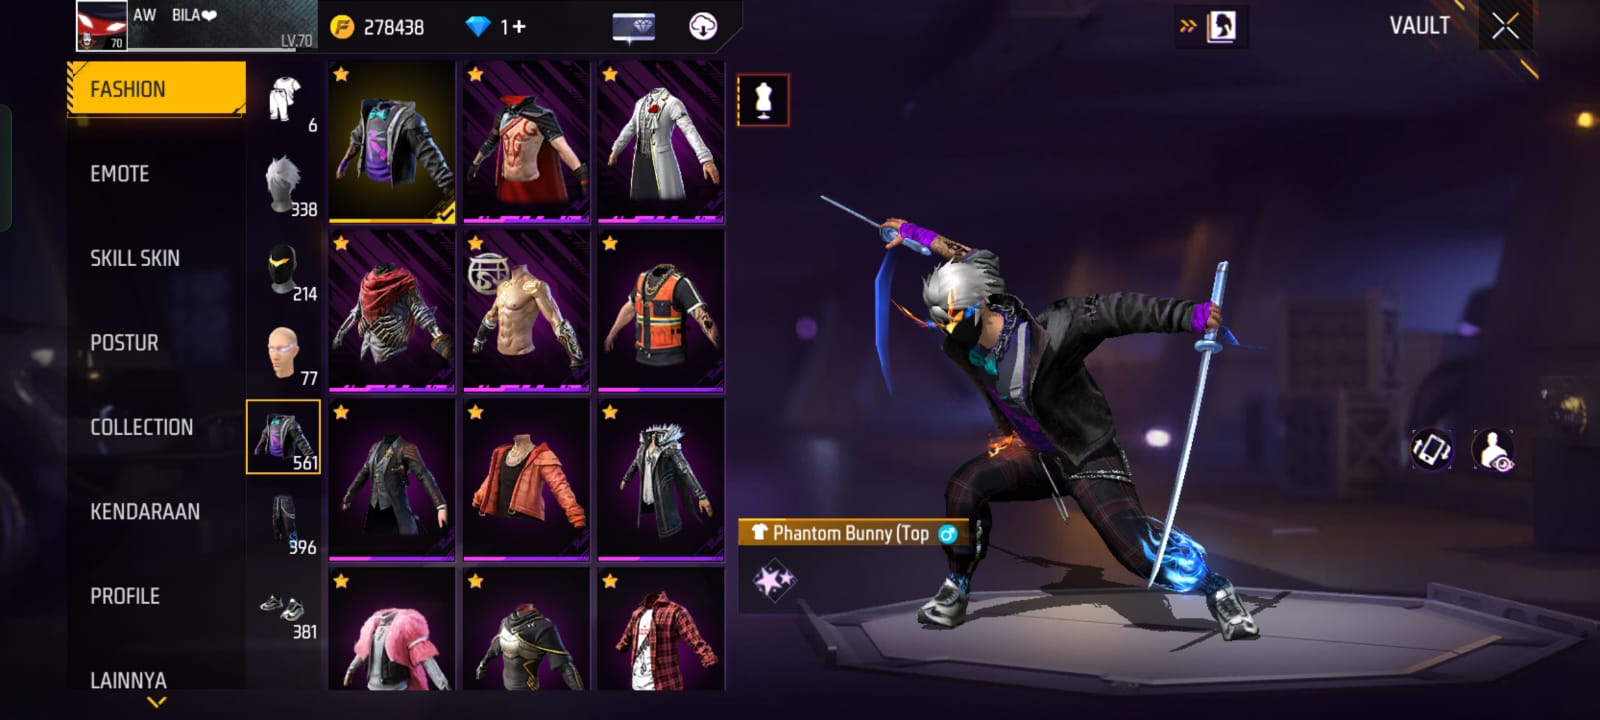 AW BILA❤
70
LV.70
278438
1+
VAULT
FASHION
EMOTE
SKILL SKIN
POSTUR
COLLECTION
KENDARAAN
PROFILE
LAINNYA
6
338
214
77
561
396
381
Phantom Bunny (Top